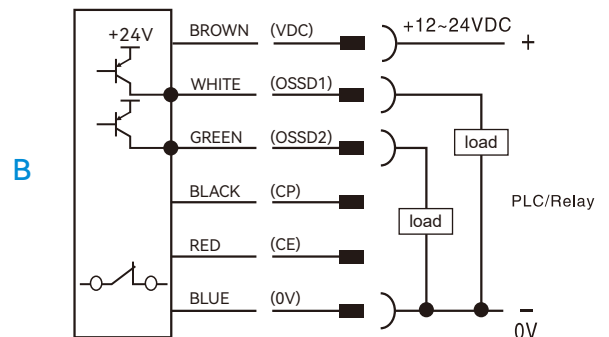 +24V
BROWN (VDC) +12~24VDC +
WHITE (OSSD1)
load
GREEN (OSSD2)
B
BLACK (CP) PLC/Relay
load
RED (CE)
BLUE (0V) −
0V